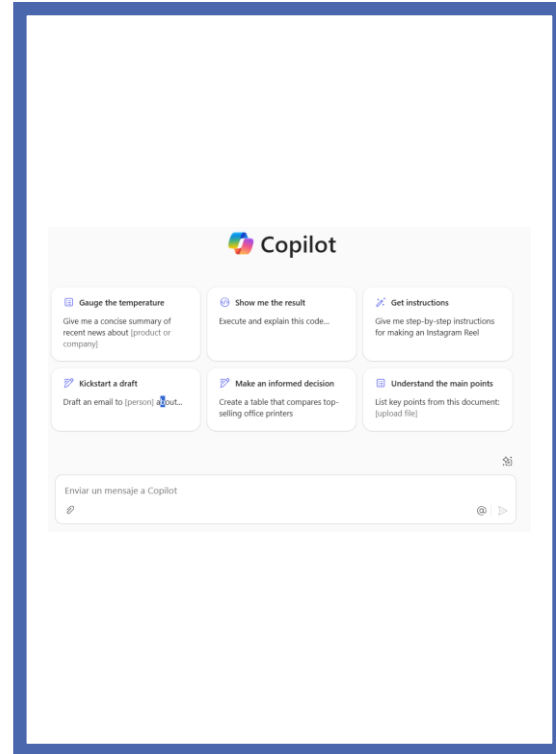 Copilot
Gauge the temperature
Give me a concise summary of
recent news about [product or
company]
Show me the result
Execute and explain this code...
Get instructions
Give me step-by-step instructions
for making an Instagram Reel
Kickstart a draft
Draft an email to [person] about...
Make an informed decision
Create a table that compares top-
selling office printers
Understand the main points
List key points from this document:
[upload file]
Enviar un mensaje a Copilot
@